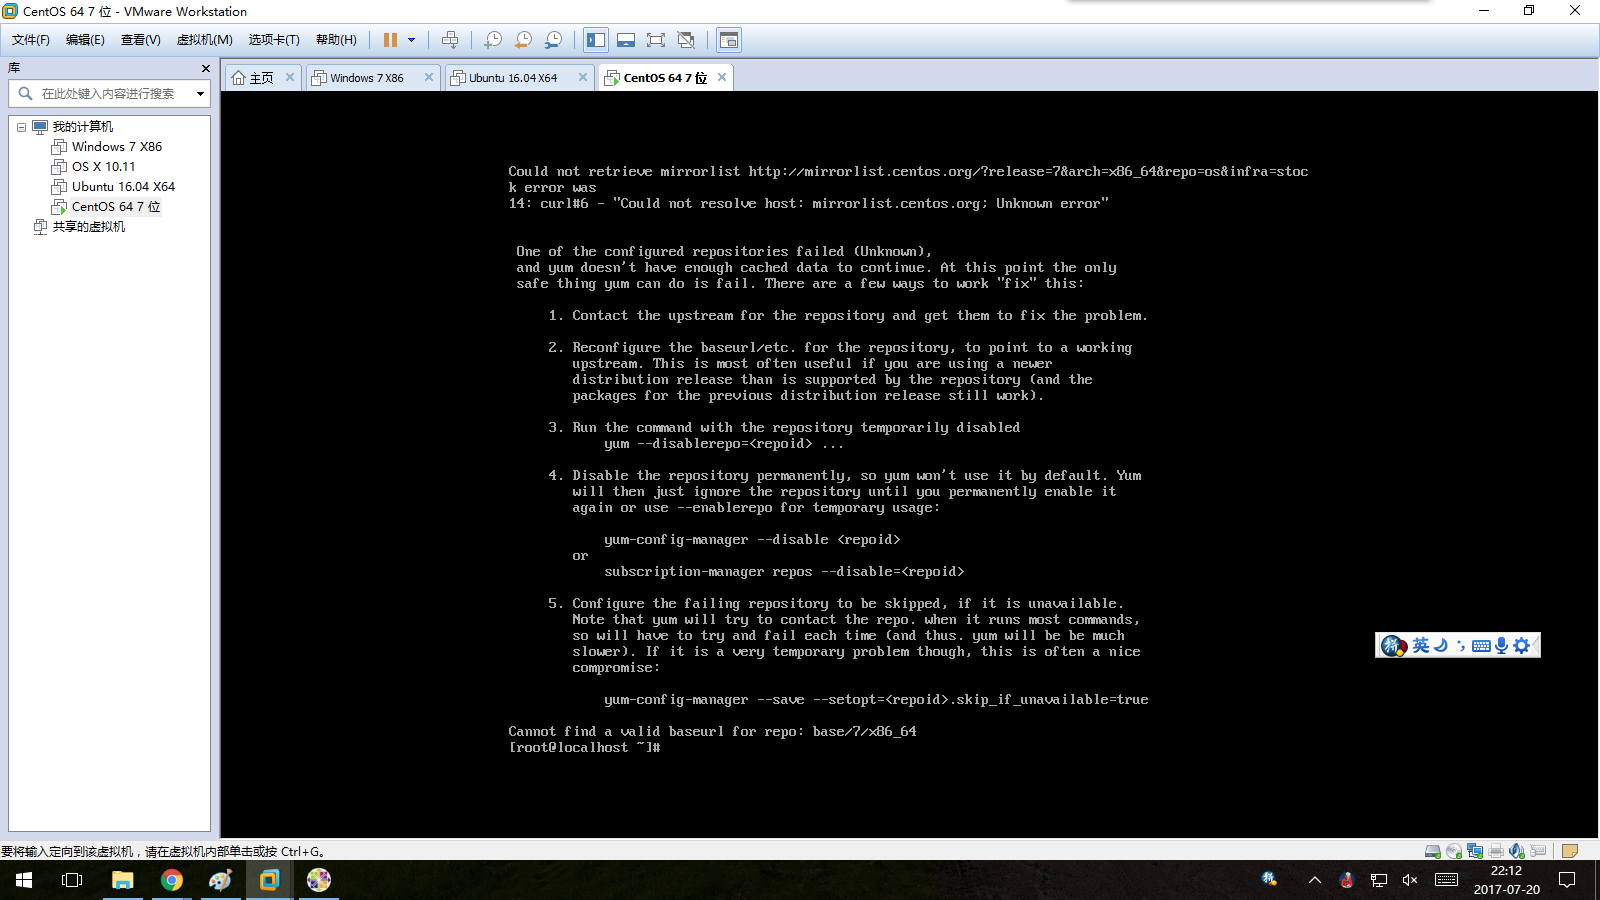 CentOS 64 7 位 - VMware Workstation
文件(F) 编辑(E) 查看(V) 虚拟机(M) 选项卡(T) 帮助(H)
库
在此处键入内容进行搜索
我的计算机
Windows 7 X86
OS X 10.11
Ubuntu 16.04 X64
CentOS 64 7 位
共享的虚拟机
主页 Windows 7 X86 Ubuntu 16.04 X64 CentOS 64 7 位
Could not retrieve mirrorlist http://mirrorlist.centos.org/?release=7&arch=x86_64&repo=os&infra=stoc
k error was
14: curl#6 - "Could not resolve host: mirrorlist.centos.org; Unknown error"
One of the configured repositories failed (Unknown),
and yum doesn't have enough cached data to continue. At this point the only
safe thing yum can do is fail. There are a few ways to work "fix" this:
1. Contact the upstream for the repository and get them to fix the problem.
2. Reconfigure the baseurl/etc. for the repository, to point to a working
upstream. This is most often useful if you are using a newer
distribution release than is supported by the repository (and the
packages for the previous distribution release still work).
3. Run the command with the repository temporarily disabled
yum --disablerepo=<repoid> ...
4. Disable the repository permanently, so yum won't use it by default. Yum
will then just ignore the repository until you permanently enable it
again or use --enablerepo for temporary usage:
yum-config-manager --disable <repoid>
or
subscription-manager repos --disable=<repoid>
5. Configure the failing repository to be skipped, if it is unavailable.
Note that yum will try to contact the repo. when it runs most commands,
so will have to try and fail each time (and thus. yum will be be much
slower). If it is a very temporary problem though, this is often a nice
compromise:
yum-config-manager --save --setopt=<repoid>.skip_if_unavailable=true
Cannot find a valid baseurl for repo: base/7/x86_64
[root@localhost ~]#
拼 英
要将输入定向到该虚拟机，请在虚拟机内部单击或按 Ctrl+G。
拼
22:12
2017-07-20